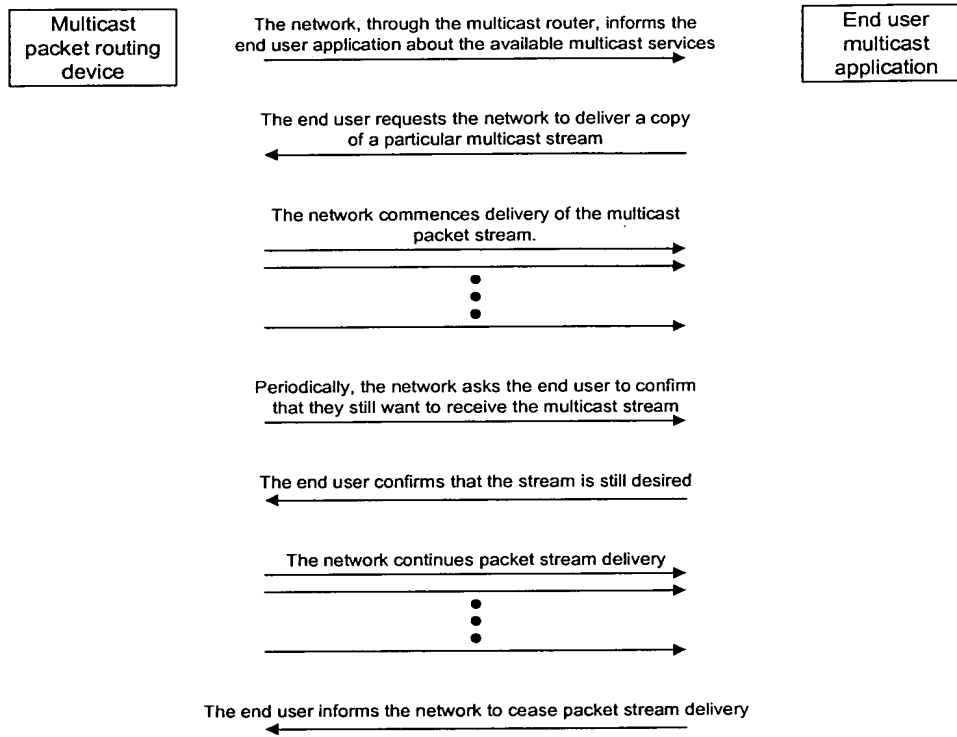 Multicast
packet routing
device
The network, through the multicast router, informs the
end user application about the available multicast services
End user
multicast
application
The end user requests the network to deliver a copy
of a particular multicast stream
The network commences delivery of the multicast
packet stream.
Periodically, the network asks the end user to confirm
that they still want to receive the multicast stream
The end user confirms that the stream is still desired
The network continues packet stream delivery
The end user informs the network to cease packet stream delivery